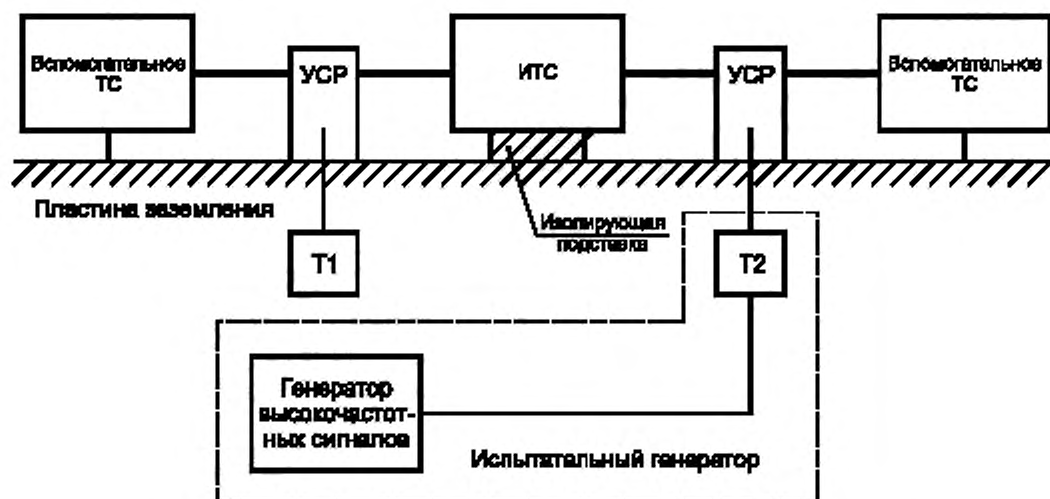 Вспомогательное
ТС
УСР
ИТС
УСР
Вспомогательное
ТС
Пластина заземления
Изолирующая
подставка
Т1
Т2
Генератор
высокочастот-
ных сигналов
Испытательный генератор